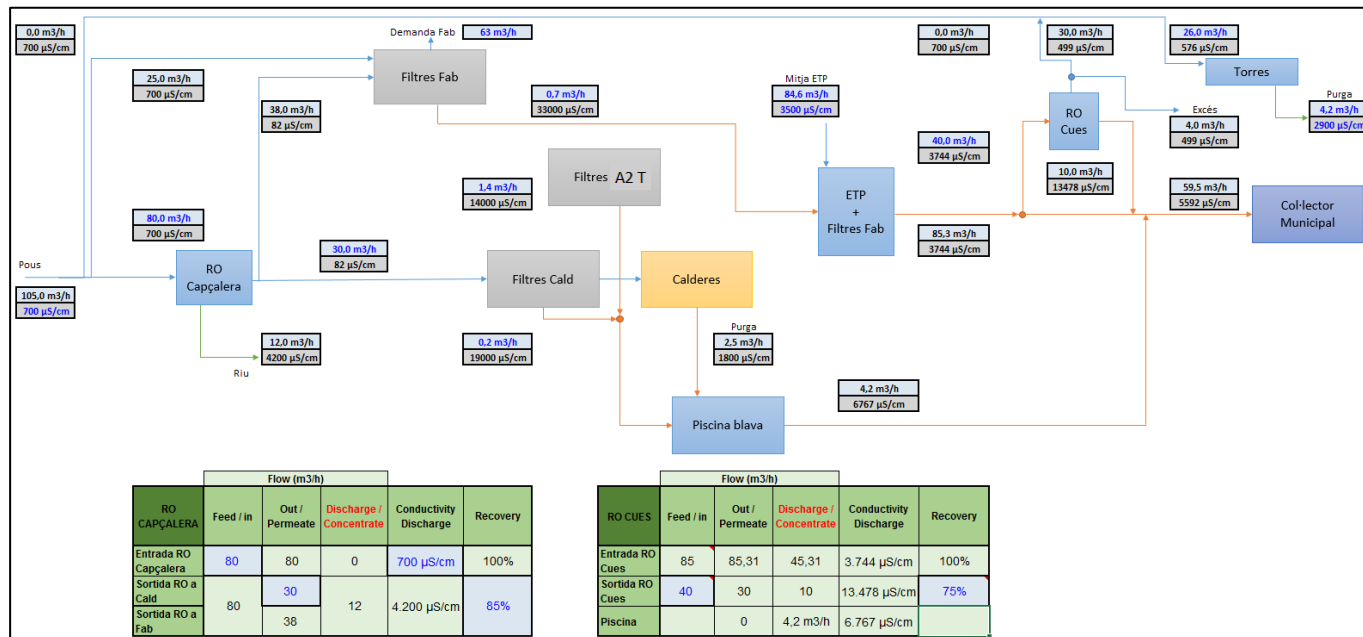 0,0 m3/h
700 µS/cm
Demanda Fab
63 m3/h
0,0 m3/h
700 µS/cm
30,0 m3/h
499 µS/cm
26,0 m3/h
576 µS/cm
25,0 m3/h
700 µS/cm
Filtres Fab
Mitja ETP
84,6 m3/h
3500 µS/cm
Torres
Purga
4,2 m3/h
2900 µS/cm
38,0 m3/h
82 µS/cm
0,7 m3/h
33000 µS/cm
RO
Cues
Excés
4,0 m3/h
499 µS/cm
40,0 m3/h
3744 µS/cm
Filtres A2 T
1,4 m3/h
14000 µS/cm
ETP
+
Filtres Fab
10,0 m3/h
13478 µS/cm
59,5 m3/h
5592 µS/cm
Col·lector
Municipal
80,0 m3/h
700 µS/cm
85,3 m3/h
3744 µS/cm
Pous
RO
Capçalera
30,0 m3/h
82 µS/cm
Filtres Cald
Calderes
105,0 m3/h
700 µS/cm
12,0 m3/h
4200 µS/cm
Riu
0,2 m3/h
19000 µS/cm
Purga
2,5 m3/h
1800 µS/cm
4,2 m3/h
6767 µS/cm
Piscina blava
Flow (m3/h)
RO CAPÇALERA
Feed / in
Out / Permeate
Discharge / Concentrate
Conductivity Discharge
Recovery
Entrada RO Capçalera
80
80
0
700 µS/cm
100%
Sortida RO a Cald
80
30
12
4.200 µS/cm
85%
Sortida RO a Fab
38
Flow (m3/h)
RO CUES
Feed / in
Out / Permeate
Discharge / Concentrate
Conductivity Discharge
Recovery
Entrada RO Cues
85
85,31
45,31
3.744 µS/cm
100%
Sortida RO Cues
40
30
10
13.478 µS/cm
75%
Piscina
0
4,2 m3/h
6.767 µS/cm